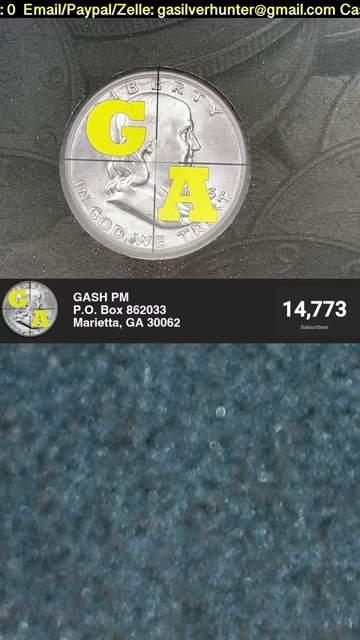 : 0 Email/Paypal/Zelle: gasilverhunter@gmail.com Cas
LIBERTY
G
A
IN GOD WE TRUST
GASH PM
P.O. Box 862033
Marietta, GA 30062
14,773
Subscribers
G
A